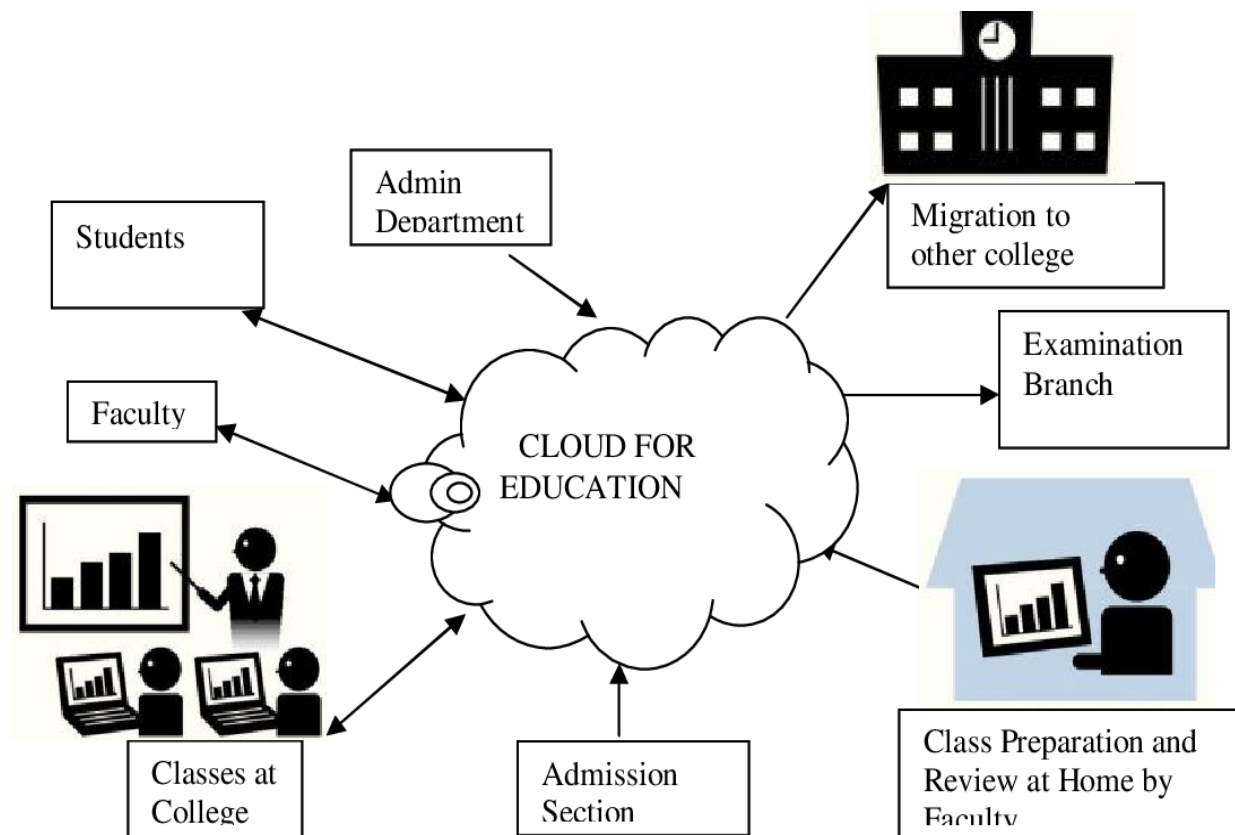 Admin
Department
Students
Migration to
other college
Examination
Branch
Faculty
CLOUD FOR
EDUCATION
Classes at
College
Admission
Section
Class Preparation and
Review at Home by
Faculty